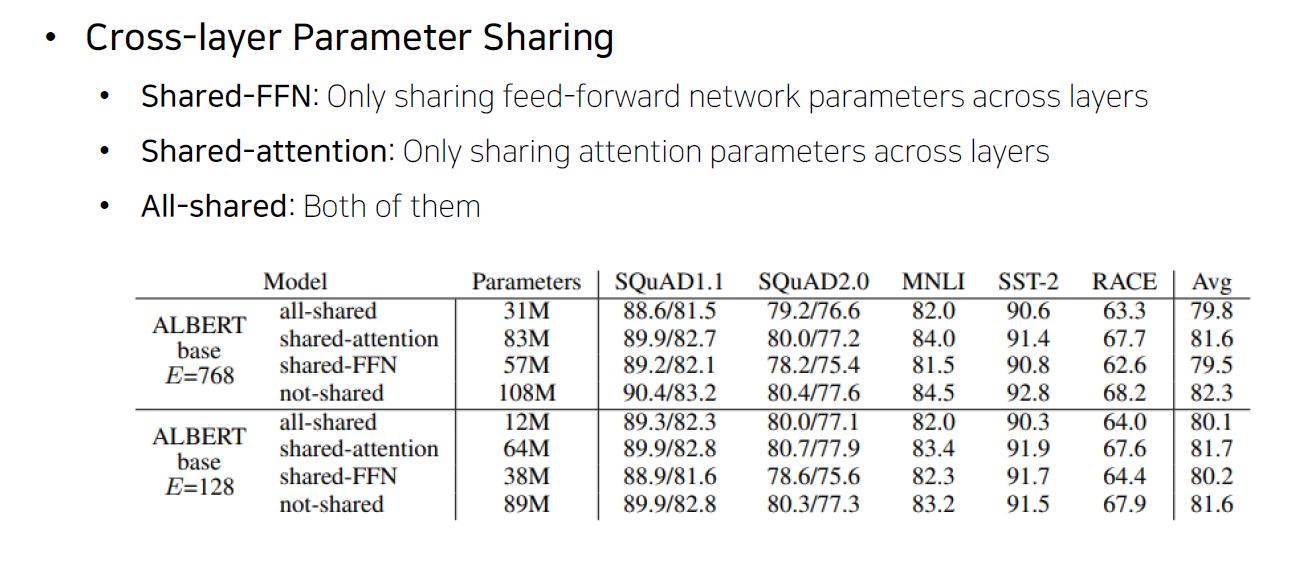 • Cross-layer Parameter Sharing
• Shared-FFN: Only sharing feed-forward network parameters across layers
• Shared-attention: Only sharing attention parameters across layers
• All-shared: Both of them
Model Parameters SQuAD1.1 SQuAD2.0 MNLI SST-2 RACE Avg
ALBERT base E=768
all-shared 31M 88.6/81.5 79.2/76.6 82.0 90.6 63.3 79.8
shared-attention 83M 89.9/82.7 80.0/77.2 84.0 91.4 67.7 81.6
shared-FFN 57M 89.2/82.1 78.2/75.4 81.5 90.8 62.6 79.5
not-shared 108M 90.4/83.2 80.4/77.6 84.5 92.8 68.2 82.3
ALBERT base E=128
all-shared 12M 89.3/82.3 80.0/77.1 82.0 90.3 64.0 80.1
shared-attention 64M 89.9/82.8 80.7/77.9 83.4 91.9 67.6 81.7
shared-FFN 38M 88.9/81.6 78.6/75.6 82.3 91.7 64.4 80.2
not-shared 89M 89.9/82.8 80.3/77.3 83.2 91.5 67.9 81.6